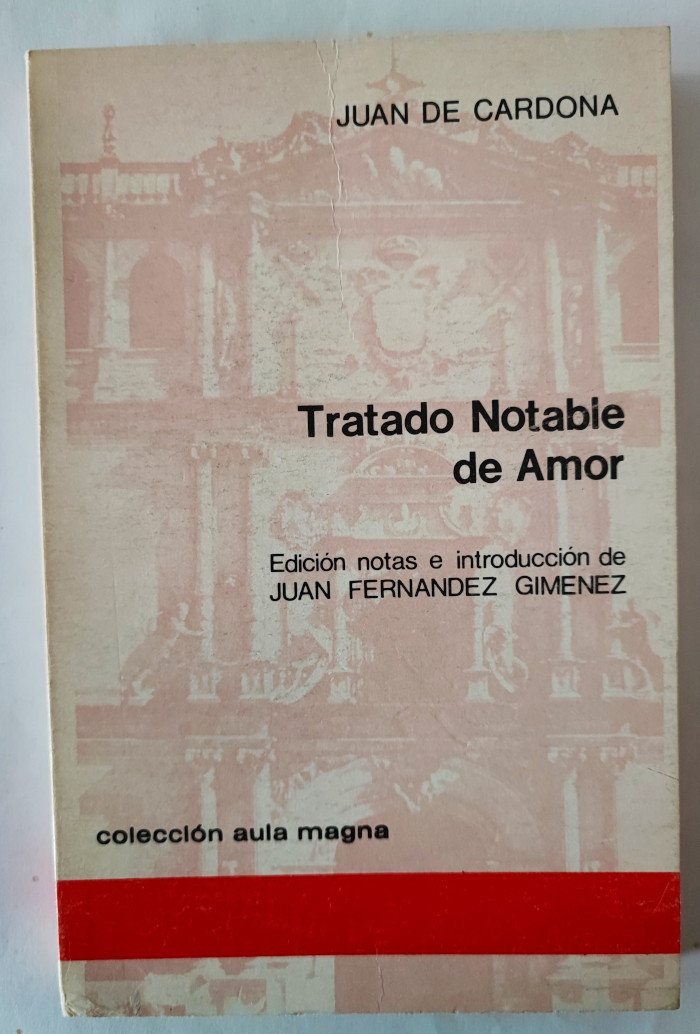 JUAN DE CARDONA
Tratado Notable
de Amor
Edición notas e introducción de
JUAN FERNANDEZ GIMENEZ
colección aula magna